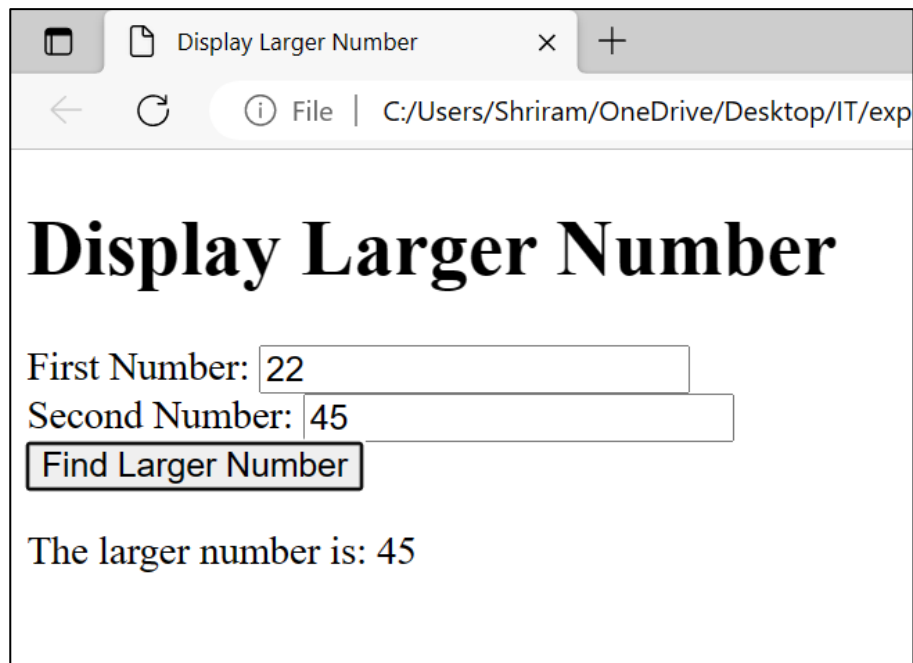 Display Larger Number
File | C:/Users/Shriram/OneDrive/Desktop/IT/exp
Display Larger Number
First Number: 22
Second Number: 45
Find Larger Number
The larger number is: 45